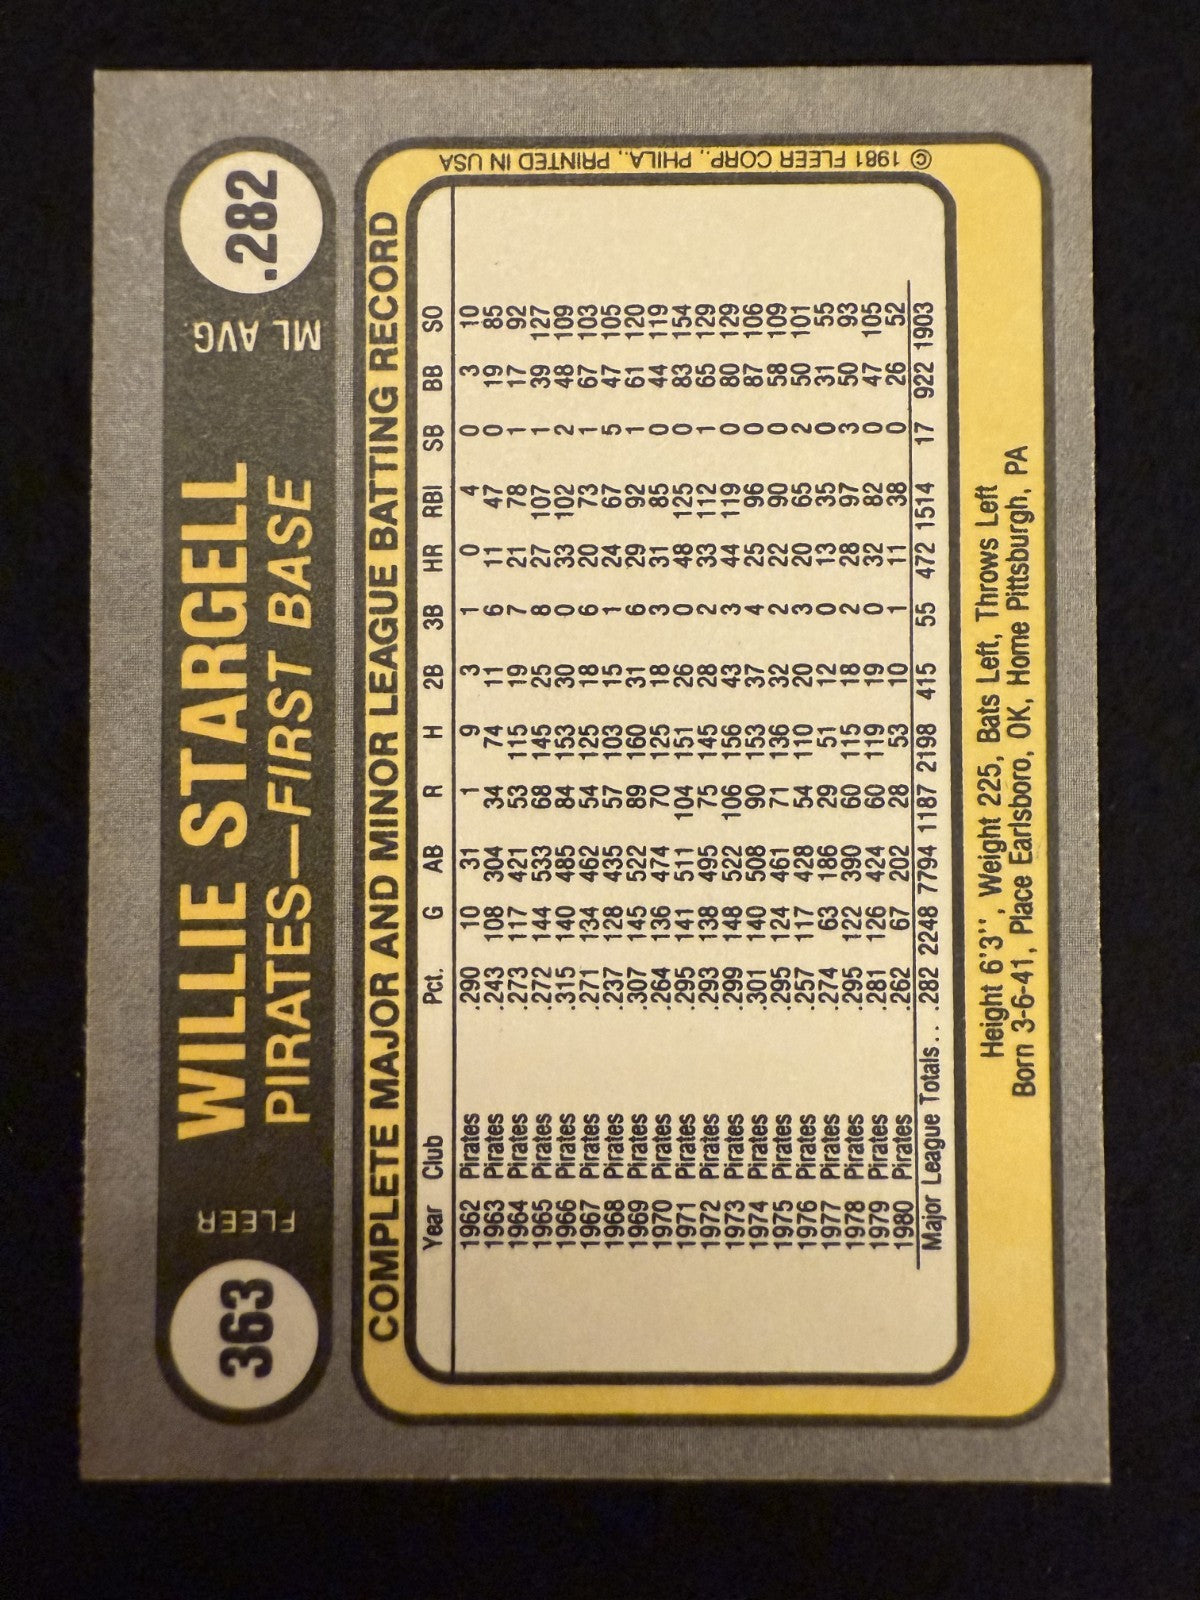 363
FLEER
WILLIE STARGELL
PIRATES—FIRST BASE
ML AVG.
.282
COMPLETE MAJOR AND MINOR LEAGUE BATTING RECORD
Year Club Pct. G AB R H 2B 3B HR RBI SB BB SO
1962 Pirates .290 10 31 1 9 3 1 0 4 0 3 10
1963 Pirates .243 108 304 34 74 11 6 11 47 0 19 85
1964 Pirates .273 117 421 53 115 19 7 21 78 1 17 92
1965 Pirates .272 144 533 68 145 25 8 27 107 1 39 127
1966 Pirates .315 140 485 84 153 30 0 33 102 2 48 109
1967 Pirates .271 134 462 54 125 18 6 20 73 1 67 103
1968 Pirates .237 128 435 57 103 15 1 24 67 5 47 105
1969 Pirates .307 145 522 89 160 31 6 29 92 1 61 120
1970 Pirates .264 136 474 70 125 18 3 31 85 0 44 119
1971 Pirates .295 141 511 104 151 26 0 48 125 0 83 154
1972 Pirates .293 138 495 75 145 28 2 33 112 1 65 129
1973 Pirates .299 148 522 106 156 43 3 44 119 0 80 129
1974 Pirates .301 140 508 90 153 37 4 25 96 0 87 106
1975 Pirates .295 124 461 71 136 32 2 22 90 0 58 109
1976 Pirates .257 117 428 54 110 20 3 20 65 2 50 101
1977 Pirates .274 63 186 29 51 12 0 13 35 0 31 55
1978 Pirates .295 122 390 60 115 18 2 28 97 3 50 93
1979 Pirates .281 126 424 60 119 19 0 32 82 0 47 105
1980 Pirates .262 67 202 28 53 10 1 11 38 0 26 52
Major League Totals... .282 2248 7794 1187 2198 415 55 472 1514 17 922 1903
Height 6'3'', Weight 225, Bats Left, Throws Left
Born 3-6-41, Place Earlsboro, OK, Home Pittsburgh, PA
© 1981 FLEER CORP., PHILA., PRINTED IN USA